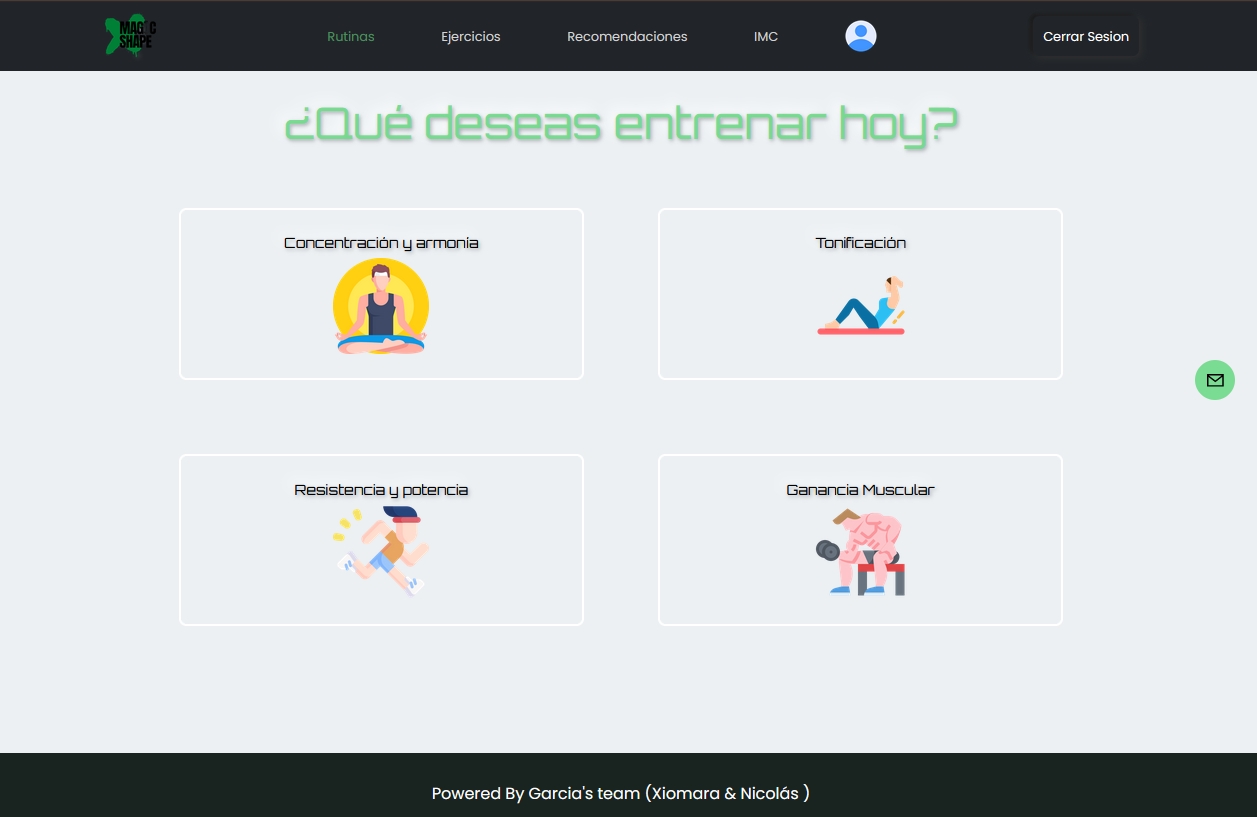 MAGIC
SHAPE
Rutinas
Ejercicios
Recomendaciones
IMC
Cerrar Sesion
¿Qué deseas entrenar hoy?
Concentración y armonía
Tonificación
Resistencia y potencia
Ganancia Muscular
Powered By Garcia's team (Xiomara & Nicolás )